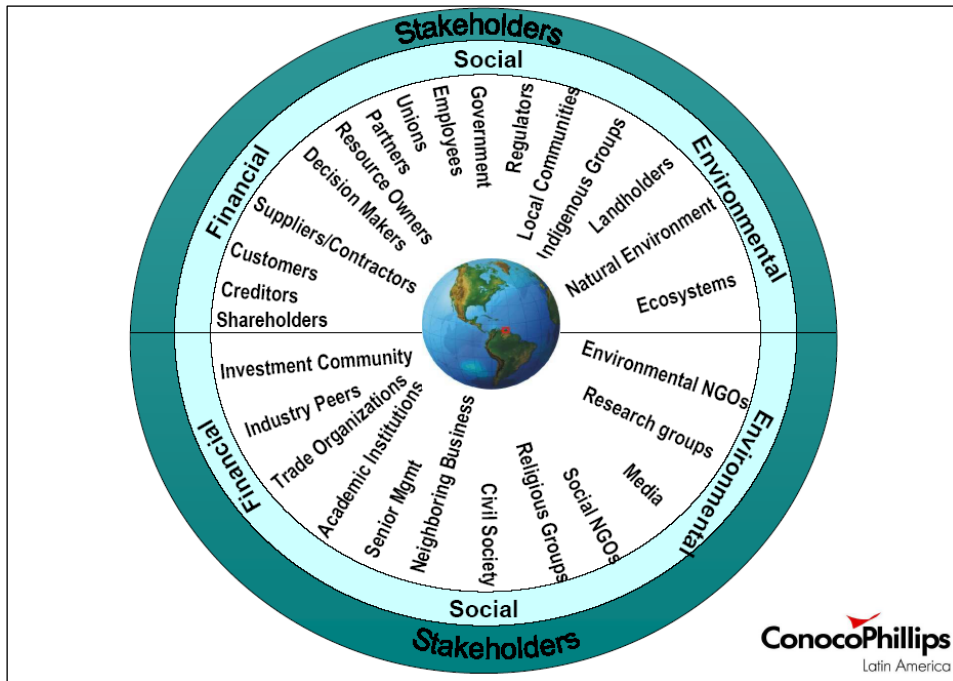 Stakeholders
Social
Financial
Environmental
Shareholders
Creditors
Customers
Suppliers/Contractors
Decision Makers
Resource Owners
Partners
Unions
Employees
Government
Regulators
Local Communities
Indigenous Groups
Landholders
Natural Environment
Ecosystems
Environmental NGOs
Research groups
Media
Social NGOs
Religious Groups
Civil Society
Neighboring Business
Senior Mgmt
Academic Institutions
Trade Organizations
Industry Peers
Investment Community
Financial
Environmental
Social
Stakeholders
ConocoPhillips
Latin America